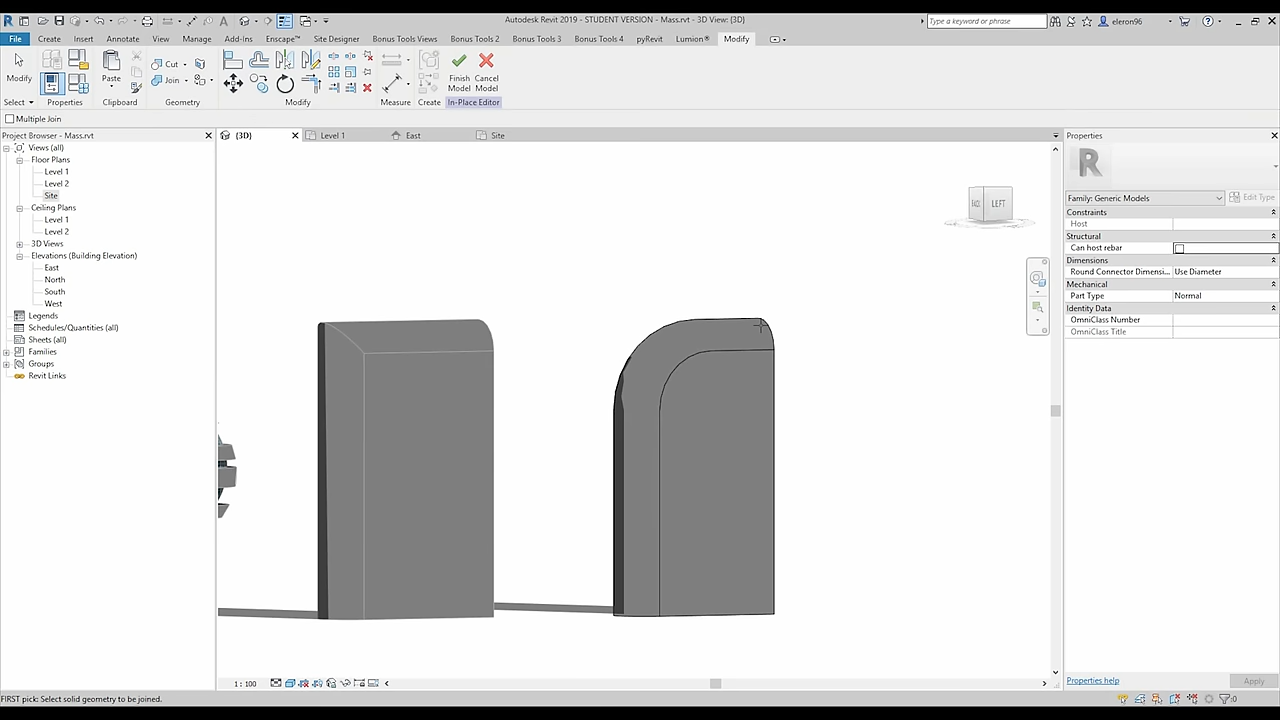 Autodesk Revit 2019 - STUDENT VERSION - Mass.rvt - 3D View: {3D}
Type a keyword or phrase
eleron96
File Create Insert Annotate View Manage Add-Ins Enscape™ Site Designer Bonus Tools View Bonus Tools 2 Bonus Tools 3 Bonus Tools 4 pyRevit Lumion® Modify
Modify Paste Cut Join Finish Model Cancel Model
Select Properties Clipboard Geometry Modify Measure Create In-Place Editor
Multiple Join
Project Browser - Mass.rvt
{3D} Level 1 East Site
Views (all)
Floor Plans
Level 1
Level 2
Site
Ceiling Plans
Level 1
Level 2
3D Views
Elevations (Building Elevation)
East
North
South
West
Legends
Schedules/Quantities (all)
Sheets (all)
Families
Groups
Revit Links
LEFT
Properties
R
Family: Generic Models Edit Type
Constraints
Host
Structural
Can host rebar
Dimensions
Round Connector Dimensi... Use Diameter
Mechanical
Part Type Normal
Identity Data
OmniClass Number
OmniClass Title
1 : 100
Properties help Apply
FIRST pick: Select solid geometry to be joined. :0